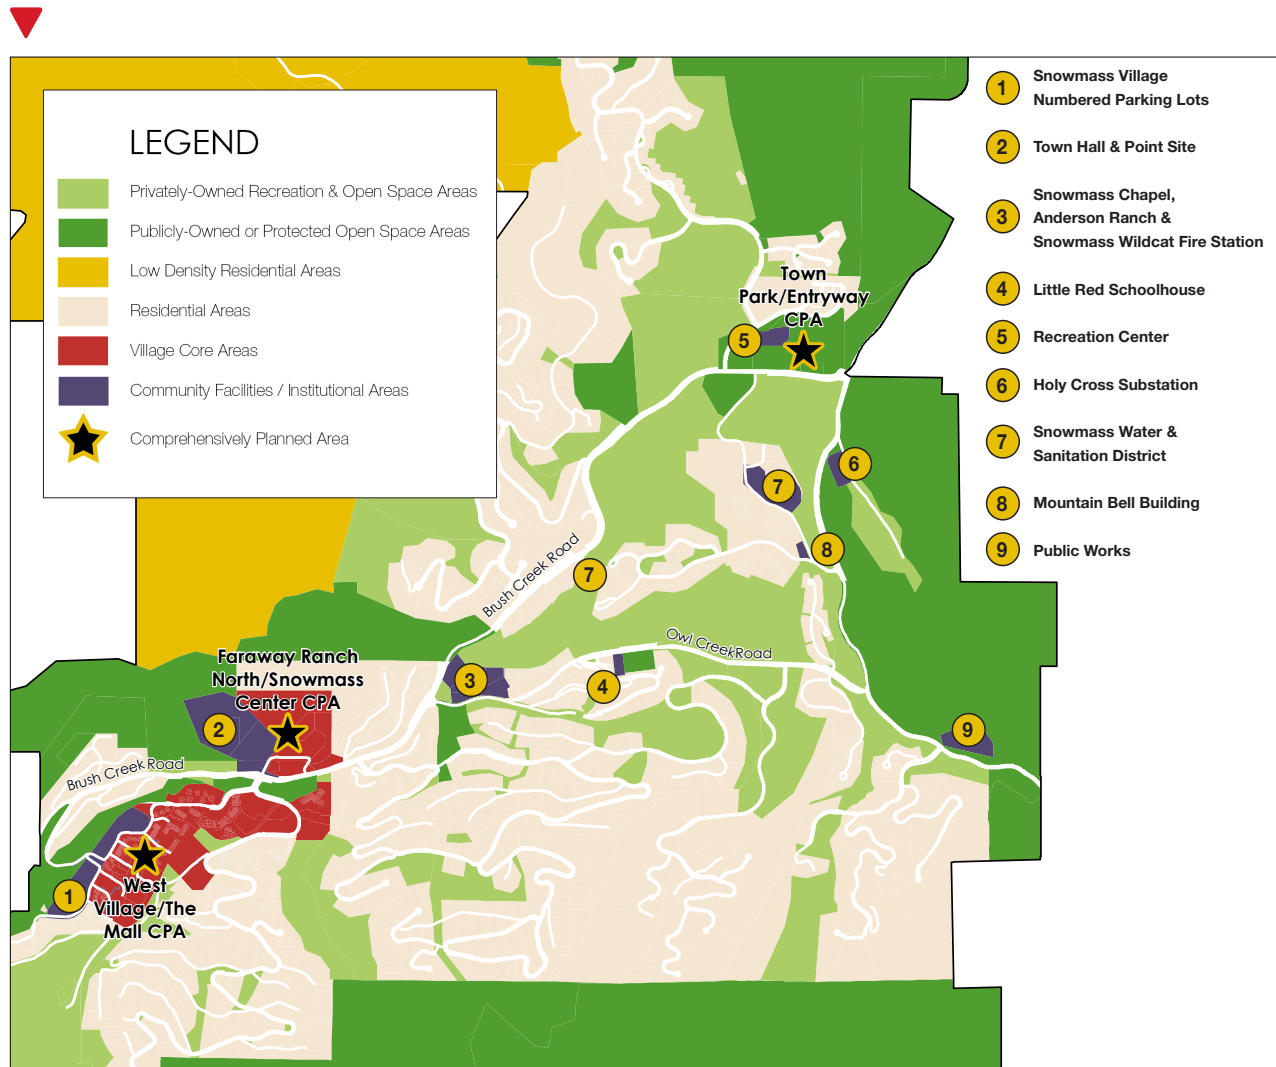 LEGEND
Privately-Owned Recreation & Open Space Areas
Publicly-Owned or Protected Open Space Areas
Low Density Residential Areas
Residential Areas
Village Core Areas
Community Facilities / Institutional Areas
Comprehensively Planned Area
1 Snowmass Village
Numbered Parking Lots
2 Town Hall & Point Site
3 Snowmass Chapel,
Anderson Ranch &
Snowmass Wildcat Fire Station
4 Little Red Schoolhouse
5 Recreation Center
6 Holy Cross Substation
7 Snowmass Water &
Sanitation District
8 Mountain Bell Building
9 Public Works
Town
Park/Entryway
CPA
5
6
7
8
7
Brush Creek Road
Owl Creek Road
Faraway Ranch
North/Snowmass
Center CPA
3
4
2
9
Brush Creek Road
1
West
Village/The
Mall CPA